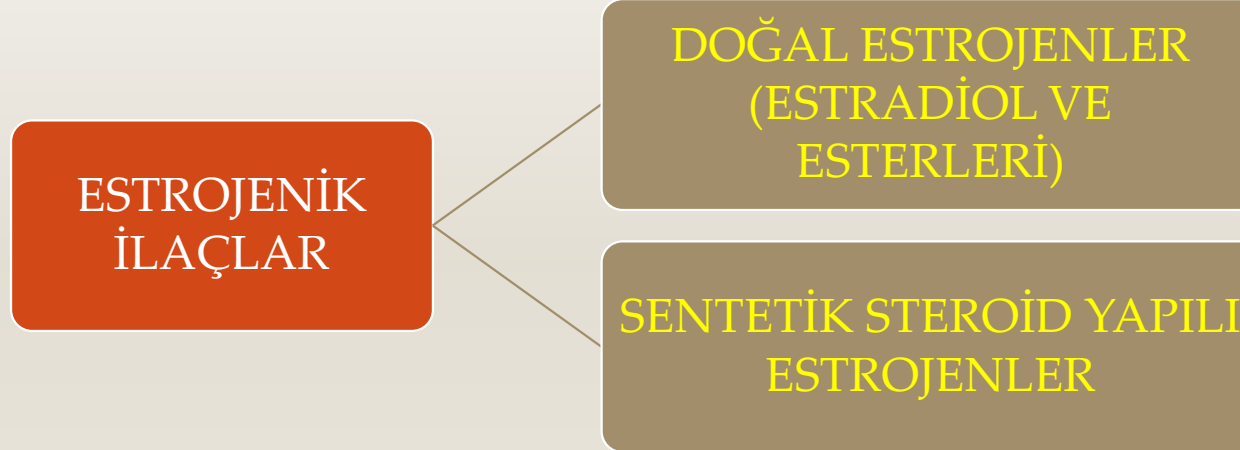 ESTROJENİK
İLAÇLAR
DOĞAL ESTROJENLER
(ESTRADİOL VE
ESTERLERİ)
SENTETİK STEROİD YAPILI
ESTROJENLER